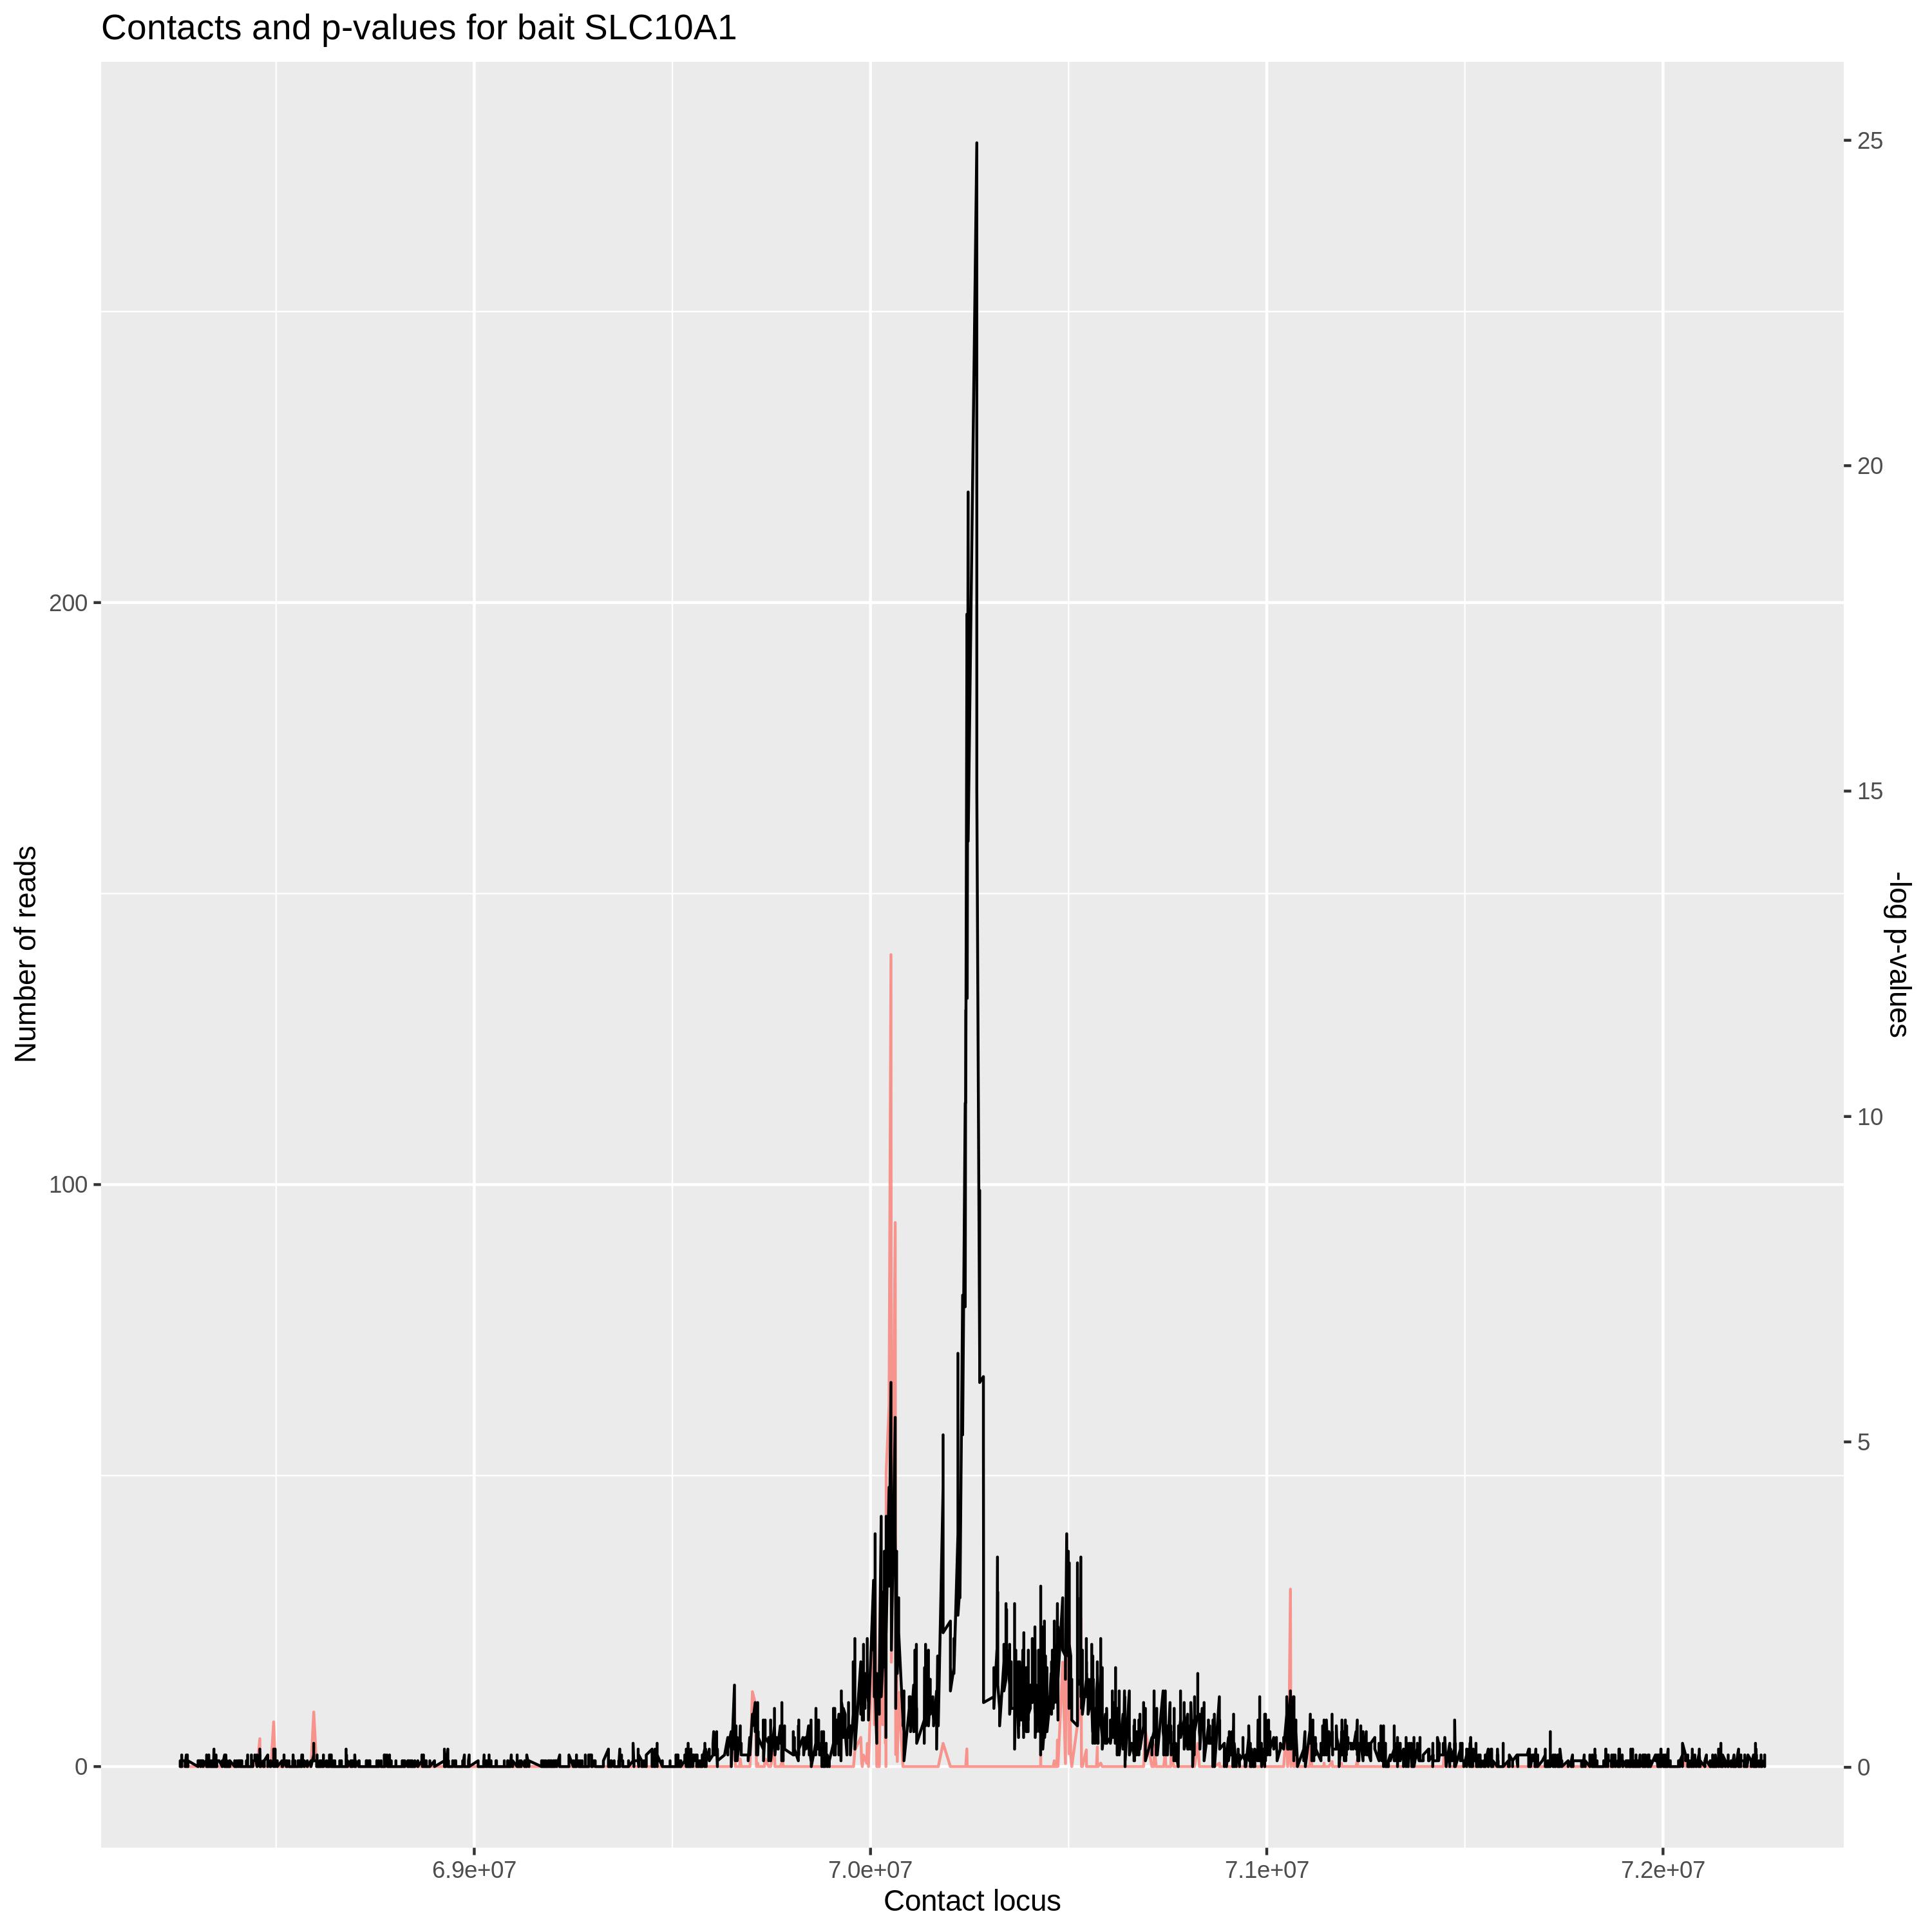 Contacts and p-values for bait SLC10A1
Number of reads
200
100
0
25
20
15
10
5
0
-log p-values
6.9e+07
7.0e+07
7.1e+07
7.2e+07
Contact locus